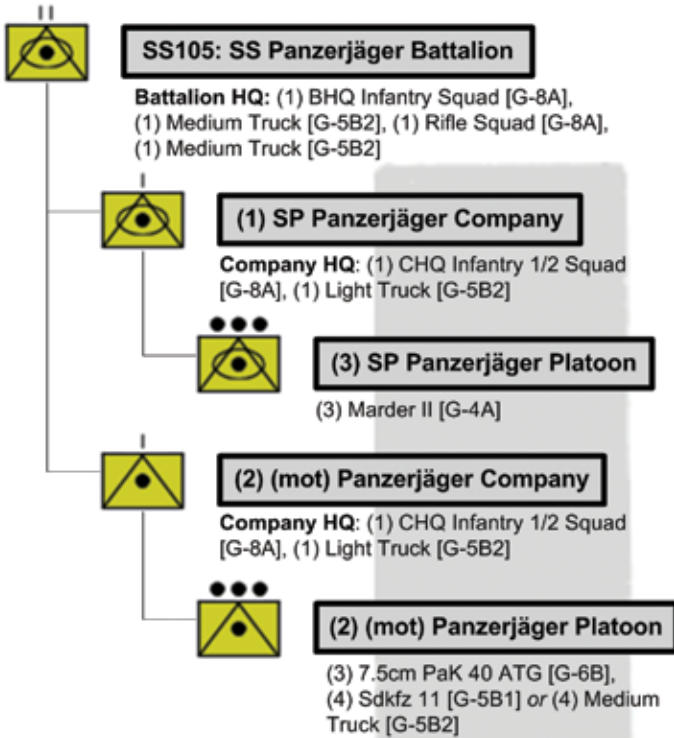 SS105: SS Panzerjäger Battalion
Battalion HQ: (1) BHQ Infantry Squad [G-8A],
(1) Medium Truck [G-5B2], (1) Rifle Squad [G-8A],
(1) Medium Truck [G-5B2]
(1) SP Panzerjäger Company
Company HQ: (1) CHQ Infantry 1/2 Squad
[G-8A], (1) Light Truck [G-5B2]
(3) SP Panzerjäger Platoon
(3) Marder II [G-4A]
(2) (mot) Panzerjäger Company
Company HQ: (1) CHQ Infantry 1/2 Squad
[G-8A], (1) Light Truck [G-5B2]
(2) (mot) Panzerjäger Platoon
(3) 7.5cm PaK 40 ATG [G-6B],
(4) Sdkfz 11 [G-5B1] or (4) Medium
Truck [G-5B2]